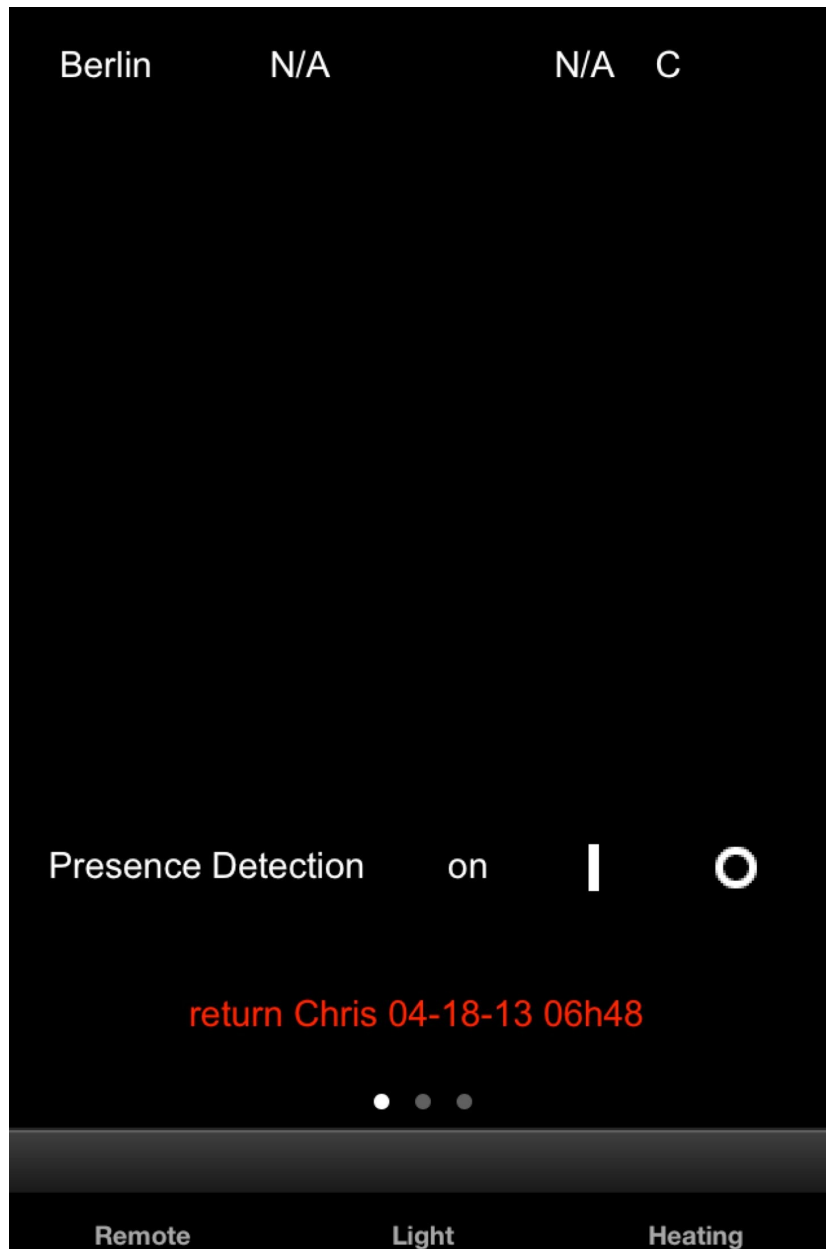 Berlin N/A N/A C
Presence Detection on
return Chris 04-18-13 06h48
Remote Light Heating